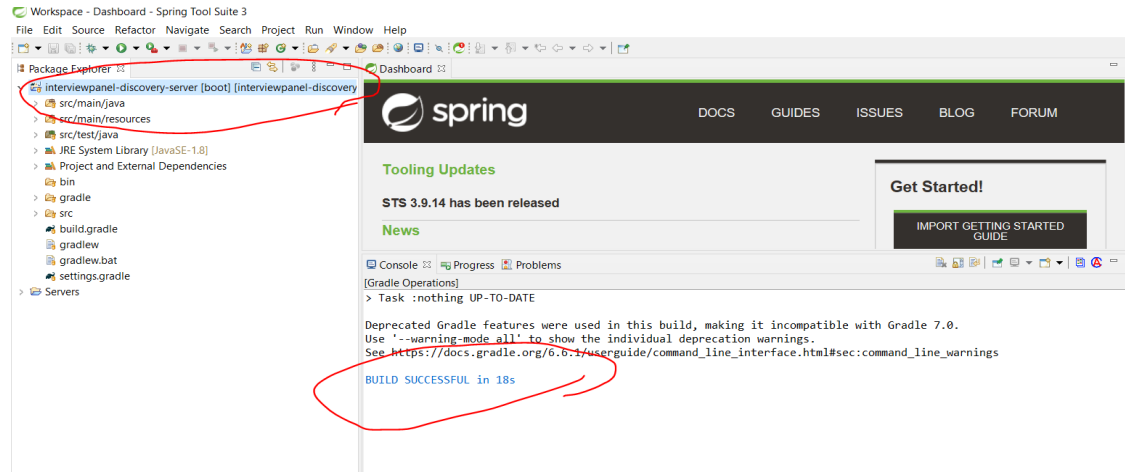 Workspace - Dashboard - Spring Tool Suite 3
File Edit Source Refactor Navigate Search Project Run Window Help
Package Explorer
interviewpanel-discovery-server [boot] [interviewpanel-discovery
src/main/java
src/main/resources
src/test/java
JRE System Library [JavaSE-1.8]
Project and External Dependencies
bin
gradle
src
build.gradle
gradlew
gradlew.bat
settings.gradle
Servers
Dashboard
spring
DOCS GUIDES ISSUES BLOG FORUM
Tooling Updates
STS 3.9.14 has been released
News
Get Started!
IMPORT GETTING STARTED
GUIDE
Console Progress Problems
[Gradle Operations]
> Task :nothing UP-TO-DATE
Deprecated Gradle features were used in this build, making it incompatible with Gradle 7.0.
Use '--warning-mode all' to show the individual deprecation warnings.
See https://docs.gradle.org/6.6.1/userguide/command_line_interface.html#sec:command_line_warnings
BUILD SUCCESSFUL in 18s